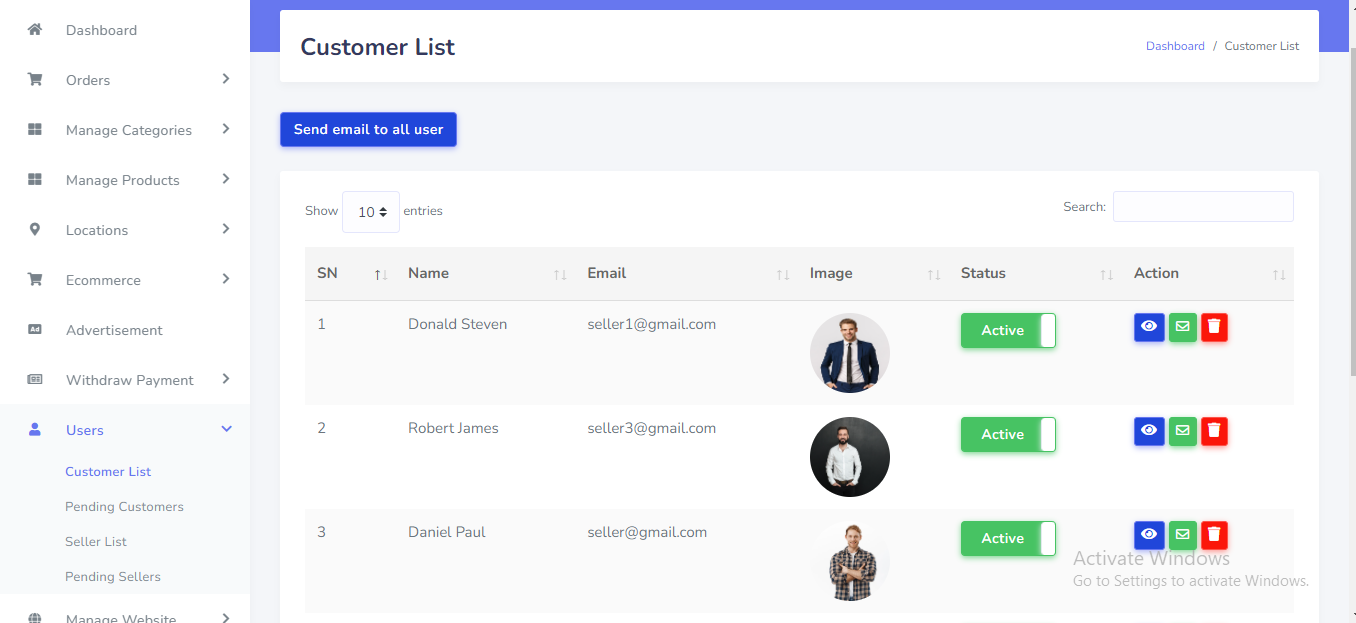 Dashboard
Orders
Manage Categories
Manage Products
Locations
Ecommerce
Ad
Advertisement
Withdraw Payment
Users
Customer List
Pending Customers
Seller List
Pending Sellers
Manage Website
Customer List
Dashboard / Customer List
Send email to all user
Show 10 entries
Search:
SN Name Email Image Status Action
1 Donald Steven seller1@gmail.com Active
2 Robert James seller3@gmail.com Active
3 Daniel Paul seller@gmail.com Active
Activate Windows
Go to Settings to activate Windows.